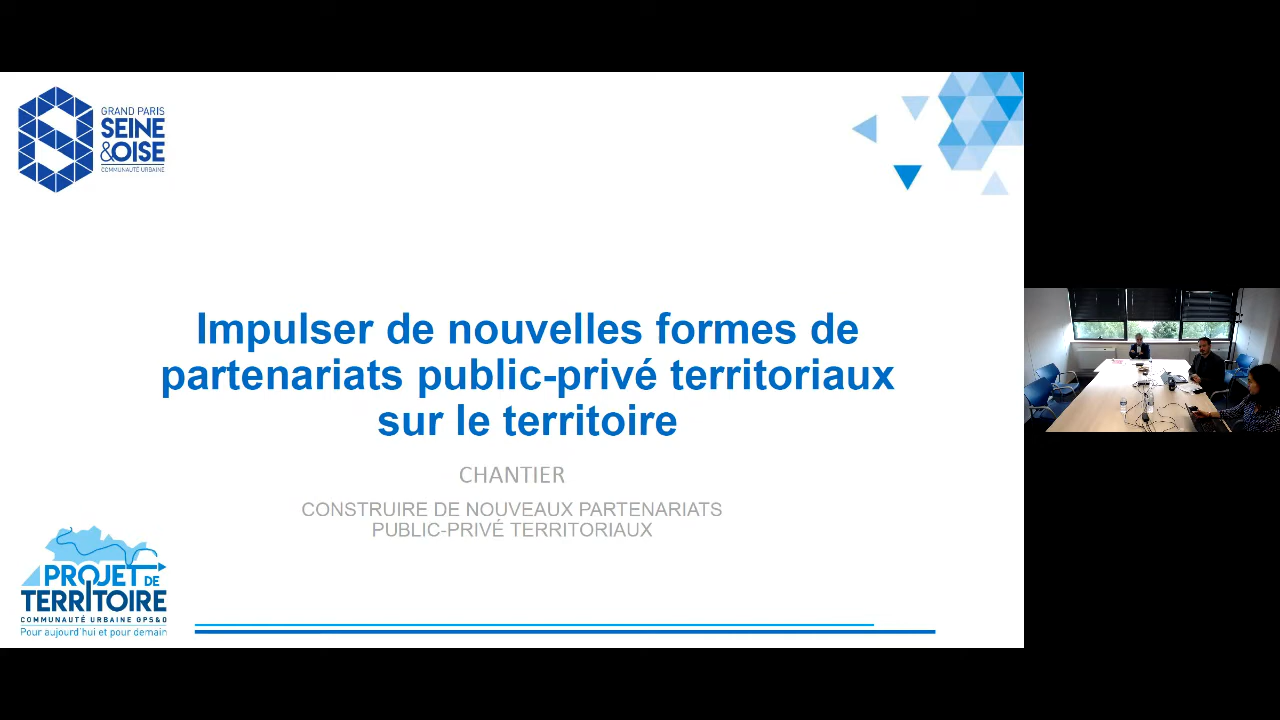 GRAND PARIS
SEINE
&OISE
COMMUNAUTÉ URBAINE
Impulser de nouvelles formes de
partenariats public-privé territoriaux
sur le territoire
CHANTIER
CONSTRUIRE DE NOUVEAUX PARTENARIATS
PUBLIC-PRIVÉ TERRITORIAUX
PROJET DE
TERRITOIRE
COMMUNAUTÉ URBAINE GPS&O
Pour aujourd'hui et pour demain